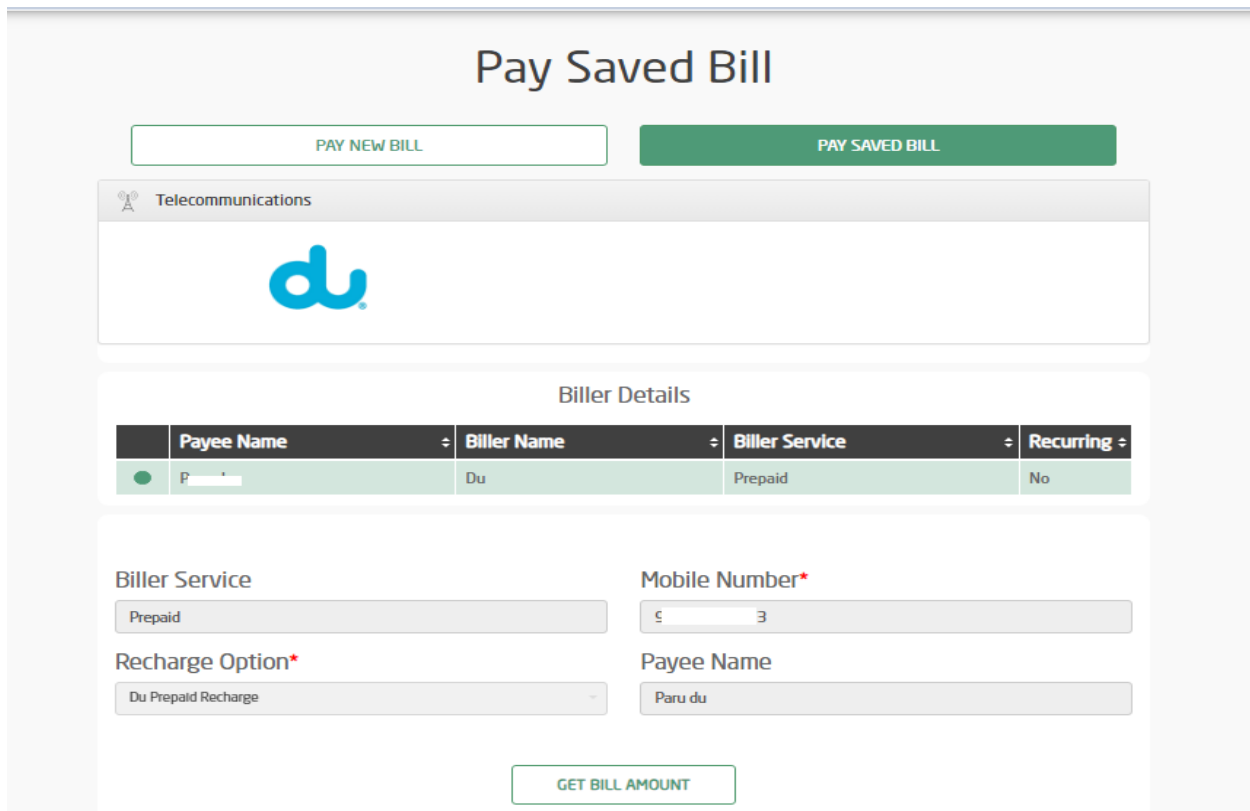 Pay Saved Bill
PAY NEW BILL PAY SAVED BILL
Telecommunications
du
Biller Details
Payee Name Biller Name Biller Service Recurring
Du Prepaid No
Biller Service Mobile Number*
Prepaid
Recharge Option* Payee Name
Du Prepaid Recharge Paru du
GET BILL AMOUNT